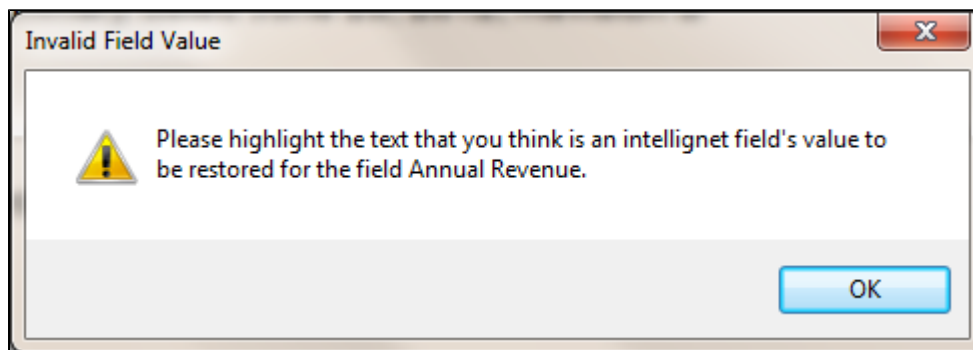 Invalid Field Value
Please highlight the text that you think is an intellignet field's value to
be restored for the field Annual Revenue.
OK